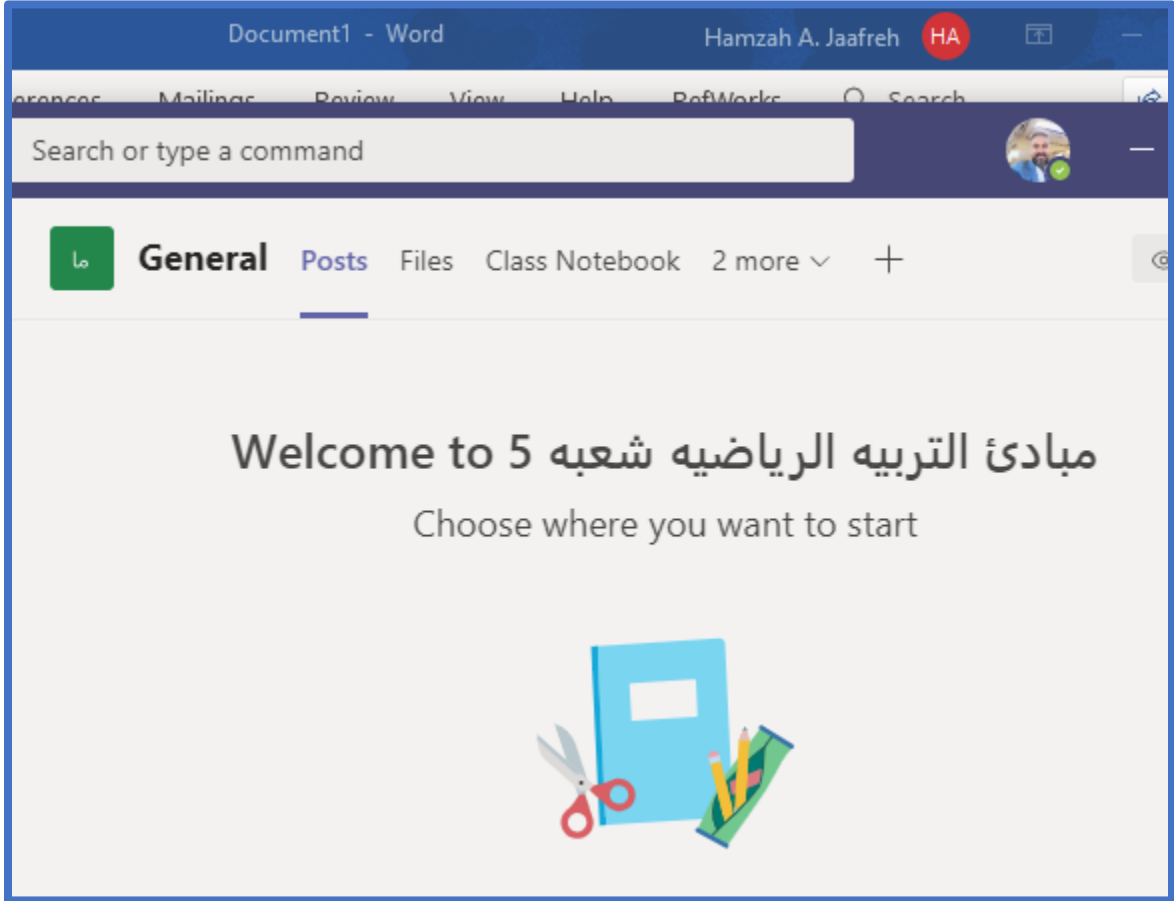 Document1 - Word
Hamzah A. Jaafreh HA
Mailings Review View Help RefWorks Search
Search or type a command
ما General Posts Files Class Notebook 2 more
Welcome to مبادئ التربيه الرياضيه شعبه 5
Choose where you want to start